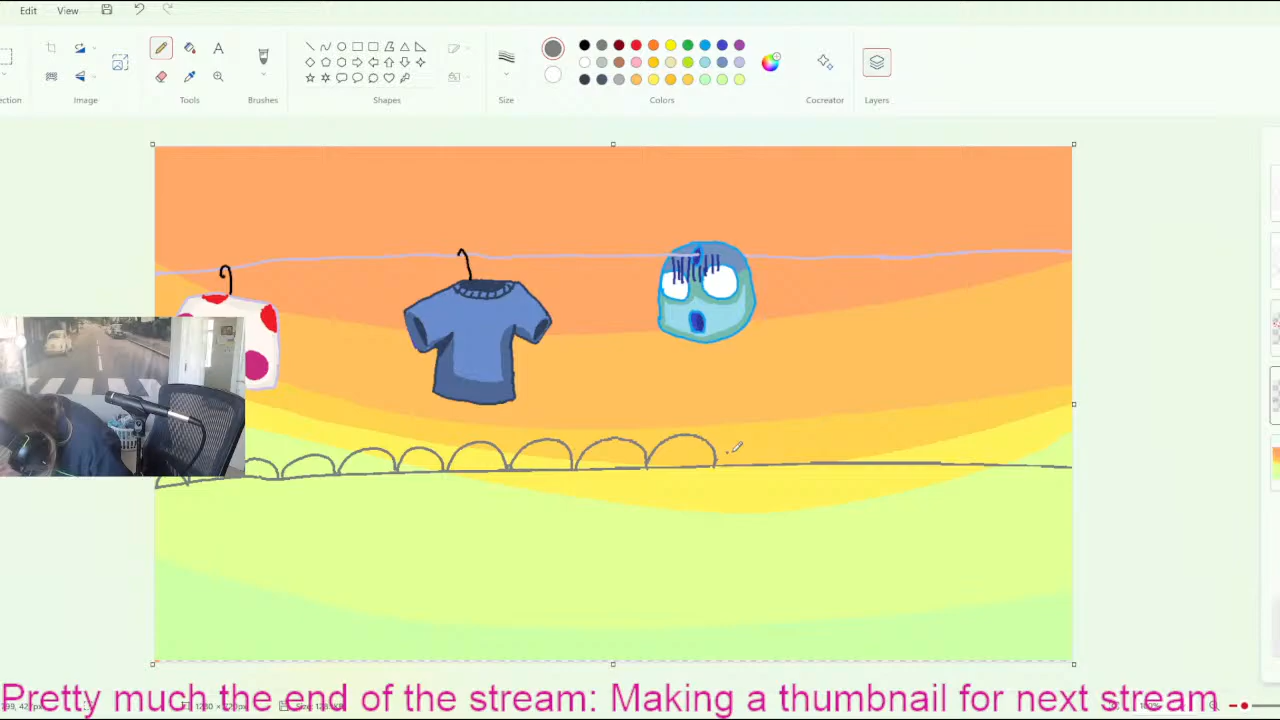 Edit View
Image Tools Brushes Shapes Size Colors Cocreator Layers
Pretty much the end of the stream: Making a thumbnail for next stream